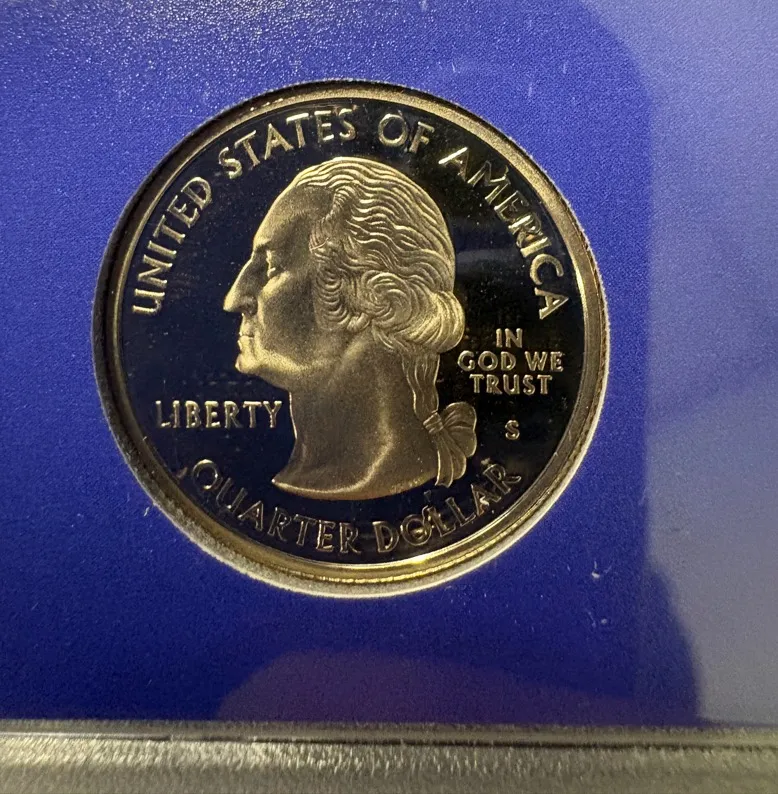 UNITED STATES OF AMERICA
LIBERTY
IN
GOD WE
TRUST
S
QUARTER DOLLAR